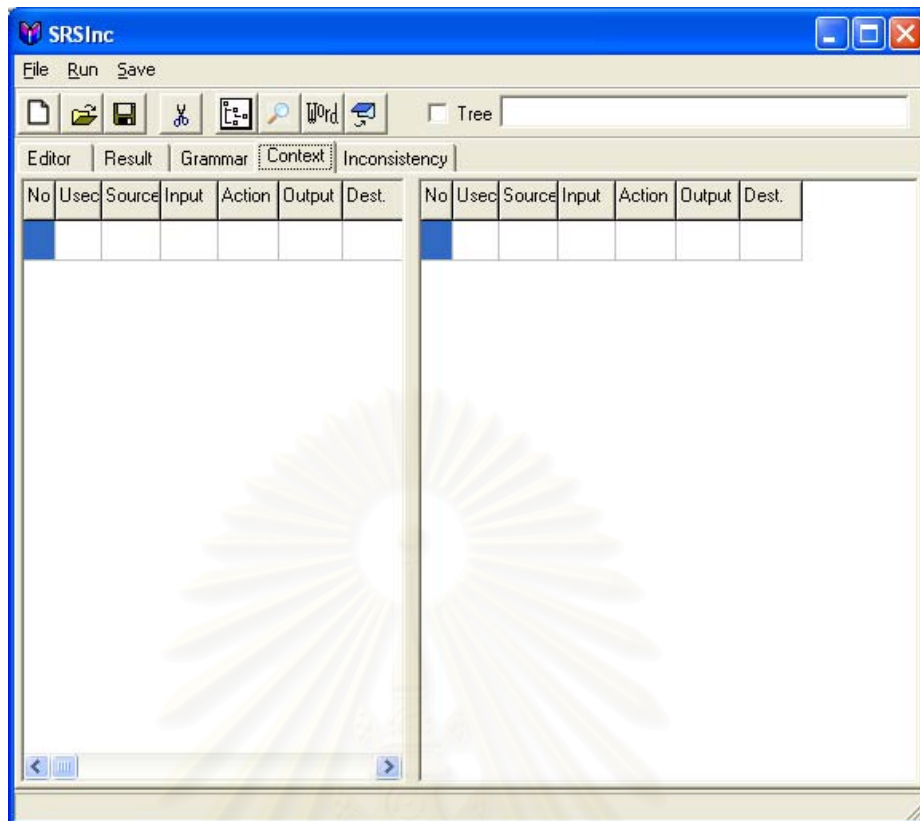 SRSInc
File Run Save
Word Tree
Editor Result Grammar Context Inconsistency
No Usec Source Input Action Output Dest. No Usec Source Input Action Output Dest.